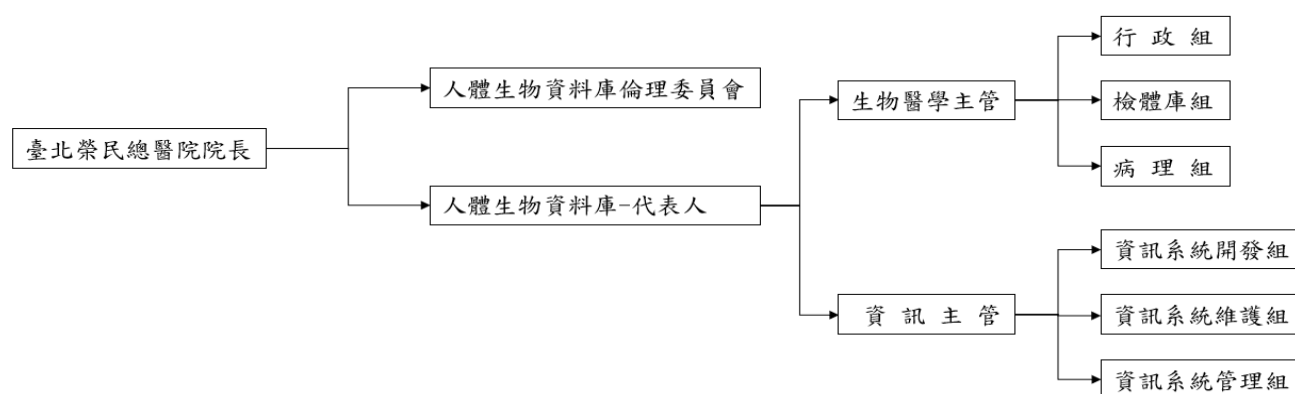 臺北榮民總醫院院長
人體生物資料庫倫理委員會
人體生物資料庫-代表人
生物醫學主管
行政組
檢體庫組
病理組
資訊主管
資訊系統開發組
資訊系統維護組
資訊系統管理組